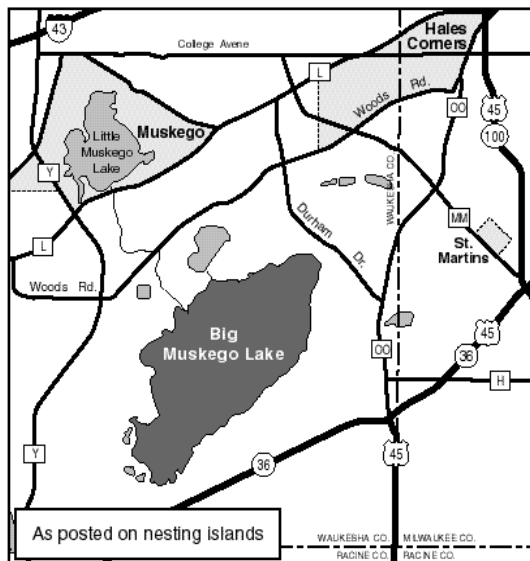 43
College Avene
Hales
Corners
L
Woods Rd.
OO
45
100
Little
Muskego
Lake
Muskego
Y
WAUKESHA CO.
MM
Durham
Dr.
St.
Martins
L
Woods Rd.
Big
Muskego Lake
45
36
OO
H
Y
36
45
As posted on nesting islands
WAUKESHA CO. MILWAUKEE CO.
RACINE CO. RACINE CO.